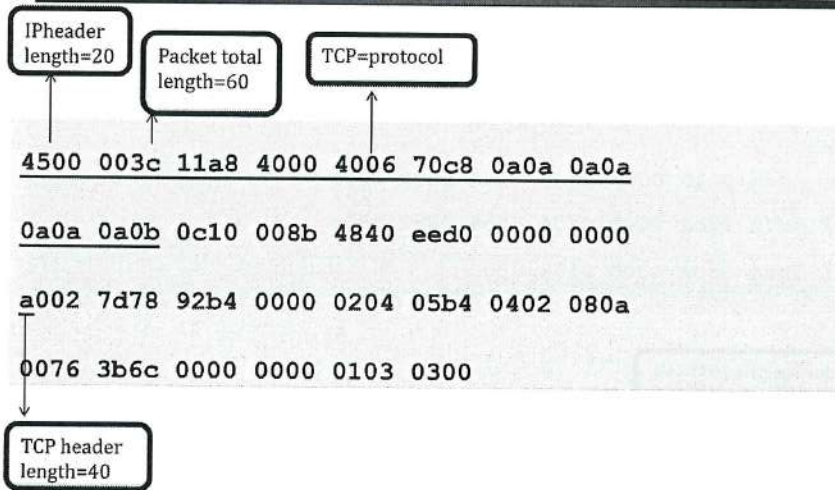 IPheader
length=20
Packet total
length=60
TCP=protocol
4500 003c 11a8 4000 4006 70c8 0a0a 0a0a
0a0a 0a0b 0c10 008b 4840 eed0 0000 0000
a002 7d78 92b4 0000 0204 05b4 0402 080a
0076 3b6c 0000 0000 0103 0300
TCP header
length=40